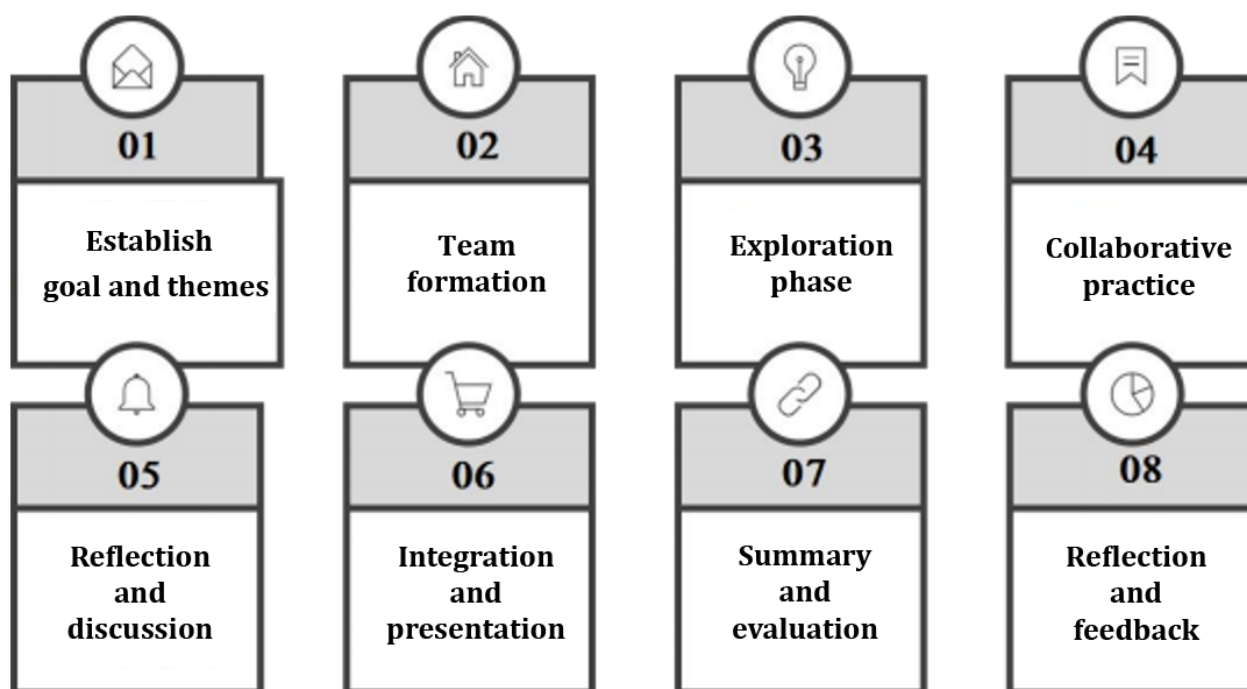 01
Establish
goal and themes
02
Team
formation
03
Exploration
phase
04
Collaborative
practice
05
Reflection
and
discussion
06
Integration
and
presentation
07
Summary
and
evaluation
08
Reflection
and
feedback